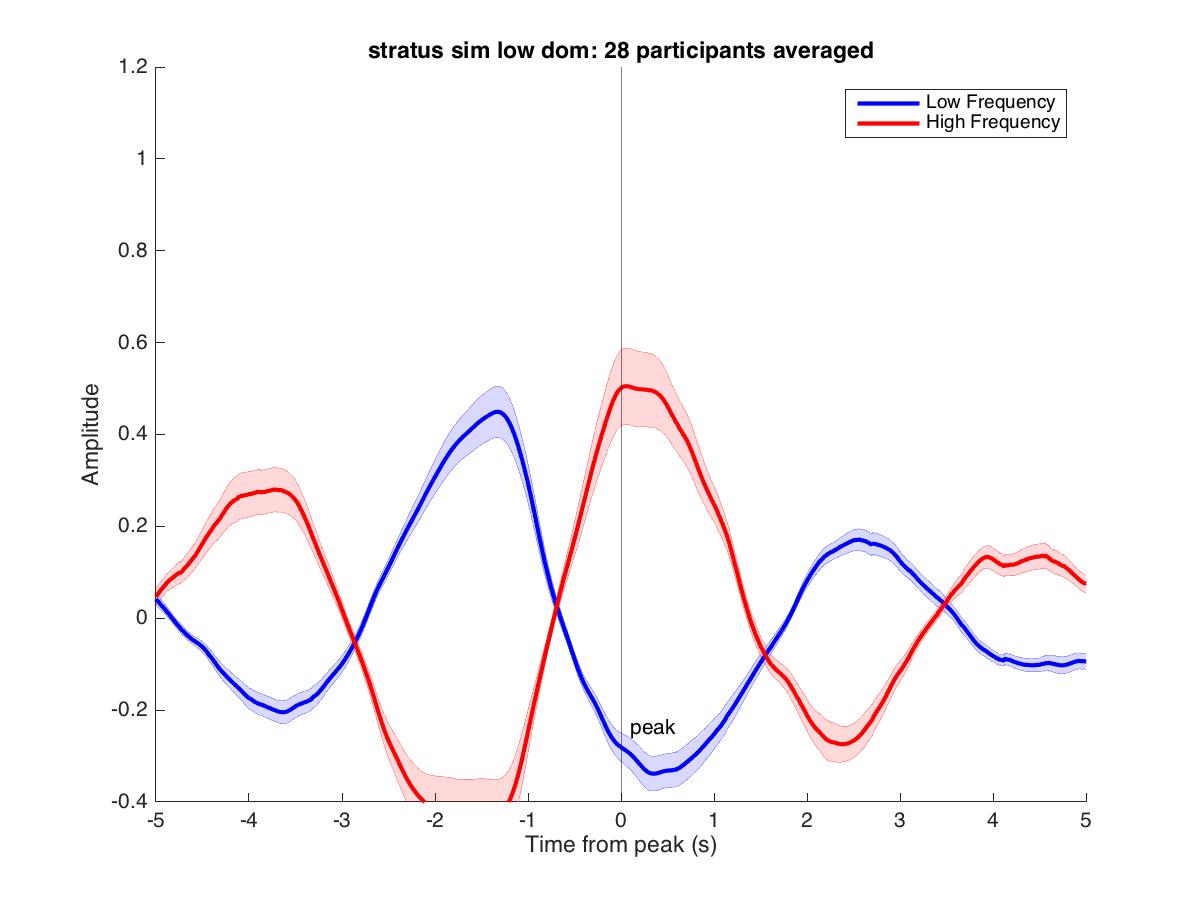 stratus sim low dom: 28 participants averaged
1.2
1
0.8
0.6
0.4
0.2
0
-0.2
-0.4
Amplitude
Low Frequency
High Frequency
peak
-5 -4 -3 -2 -1 0 1 2 3 4 5
Time from peak (s)